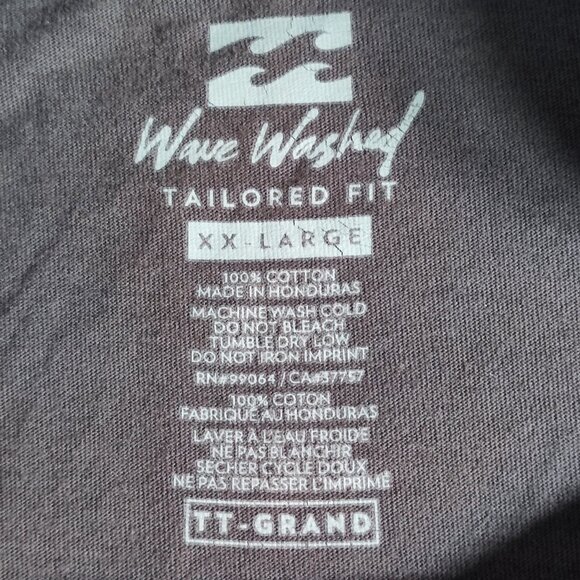 Wave Washed
TAILORED FIT
XX-LARGE
100% COTTON
MADE IN HONDURAS
MACHINE WASH COLD
DO NOT BLEACH
TUMBLE DRY LOW
DO NOT IRON IMPRINT
RN#99064 / CA#37757
100% COTON
FABRIQUE AU HONDURAS
LAVER À L'EAU FROIDE
NE PAS BLANCHIR
SECHER CYCLE DOUX
NE PAS REPASSER L'IMPRIMÉ
TT-GRAND